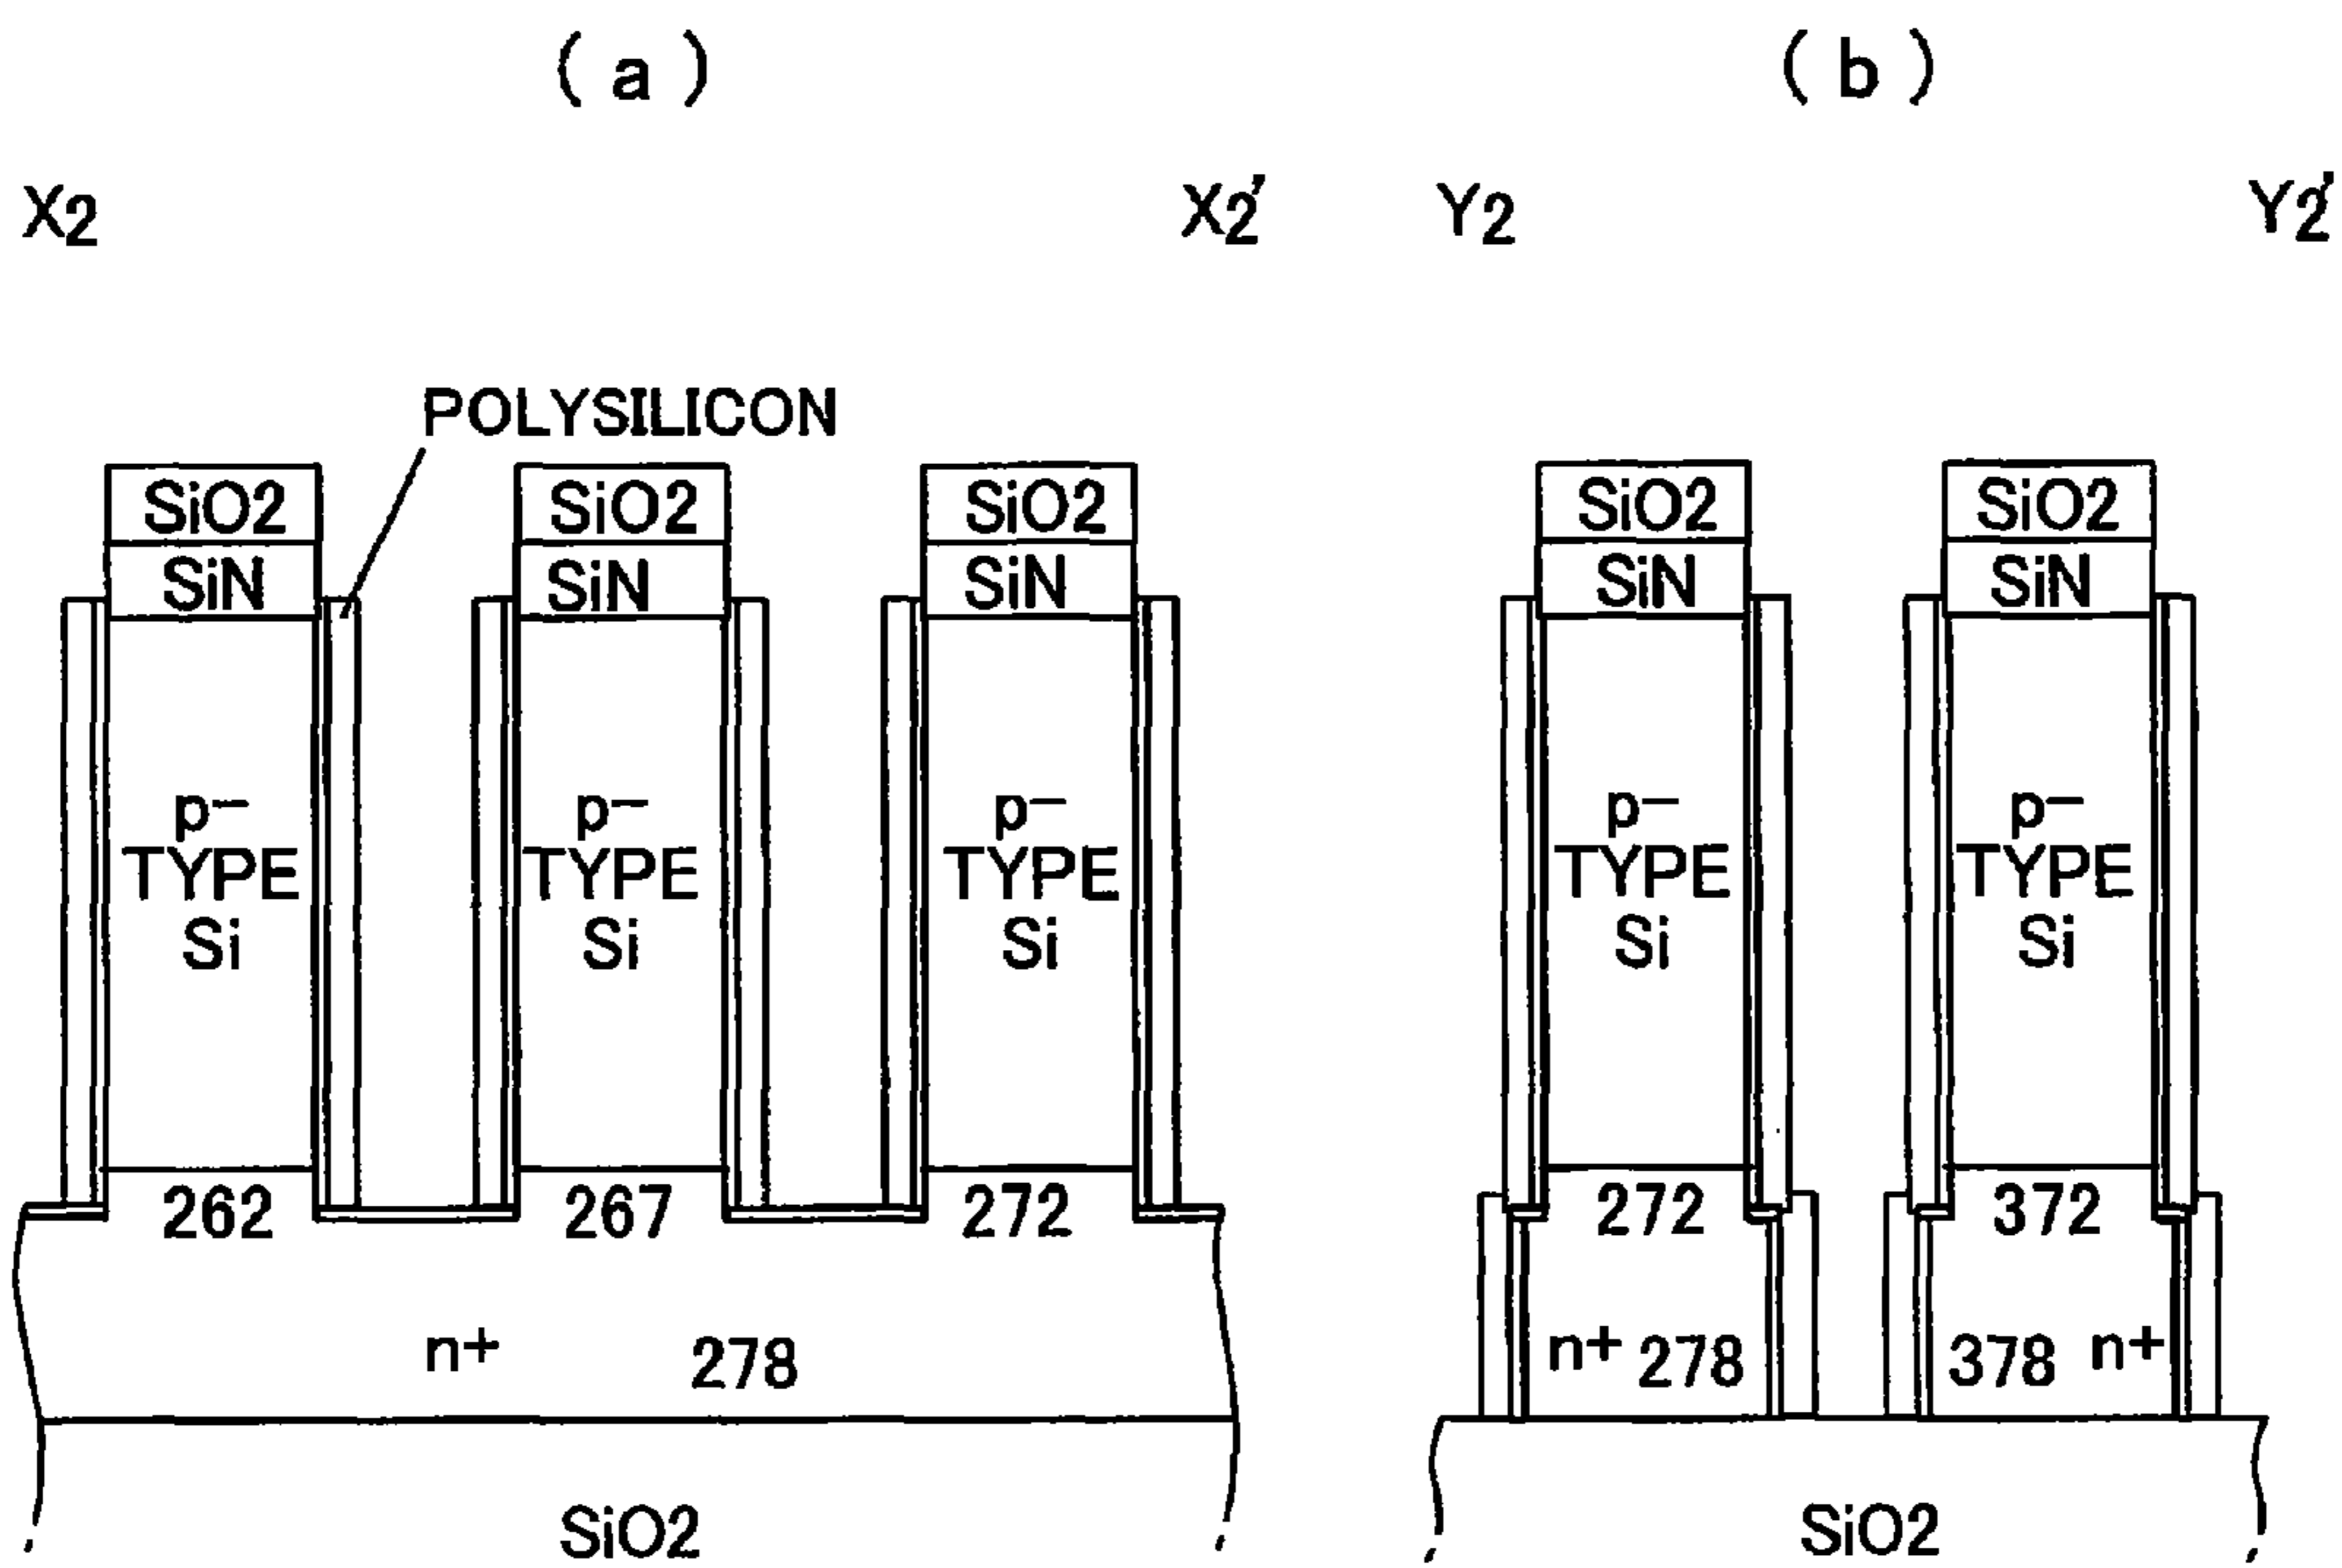 (a) (b)
X2 X2' Y2 Y2'
POLYSILICON
SiO2 SiO2 SiO2 SiO2 SiO2
SiN SiN SiN SiN SiN
p− p− p− p− p−
TYPE TYPE TYPE TYPE TYPE
Si Si Si Si Si
262 267 272 272 372
n+ 278 n+ 278 378 n+
SiO2 SiO2